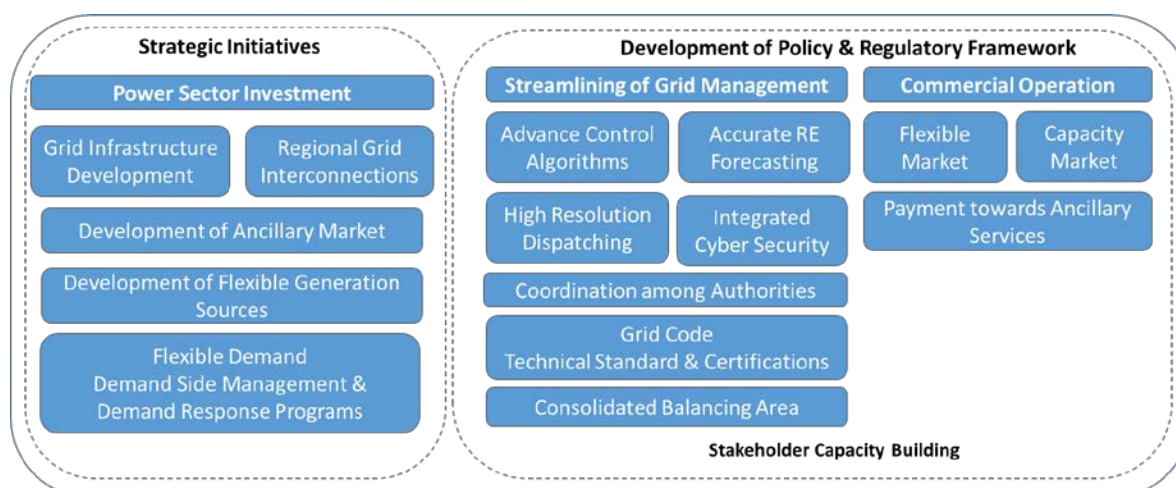 Strategic Initiatives
Power Sector Investment
Grid Infrastructure
Development
Regional Grid
Interconnections
Development of Ancillary Market
Development of Flexible Generation
Sources
Flexible Demand
Demand Side Management &
Demand Response Programs
Development of Policy & Regulatory Framework
Streamlining of Grid Management
Advance Control
Algorithms
Accurate RE
Forecasting
High Resolution
Dispatching
Integrated
Cyber Security
Coordination among Authorities
Grid Code
Technical Standard & Certifications
Consolidated Balancing Area
Commercial Operation
Flexible
Market
Capacity
Market
Payment towards Ancillary
Services
Stakeholder Capacity Building